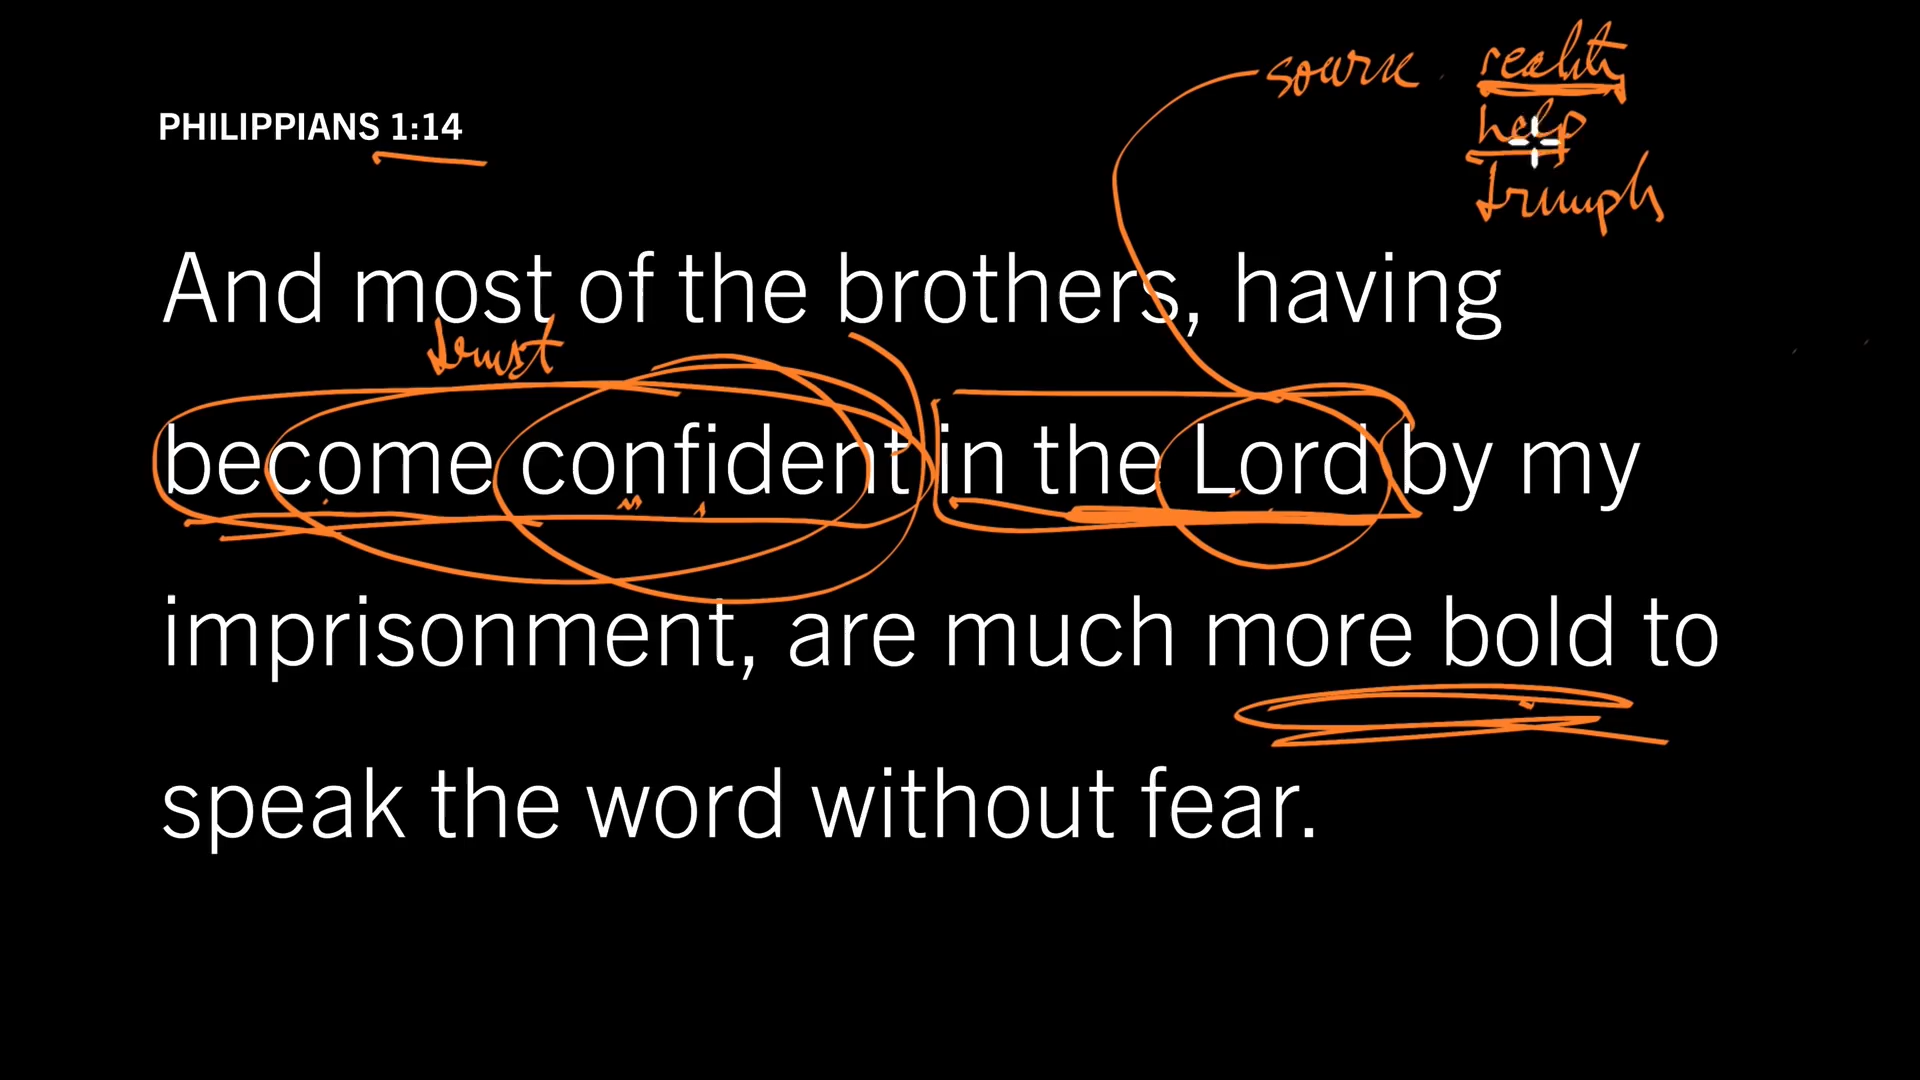 source reality
help
triumph
PHILIPPIANS 1:14
And most of the brothers, having
trust
become confident in the Lord by my
imprisonment, are much more bold to
speak the word without fear.